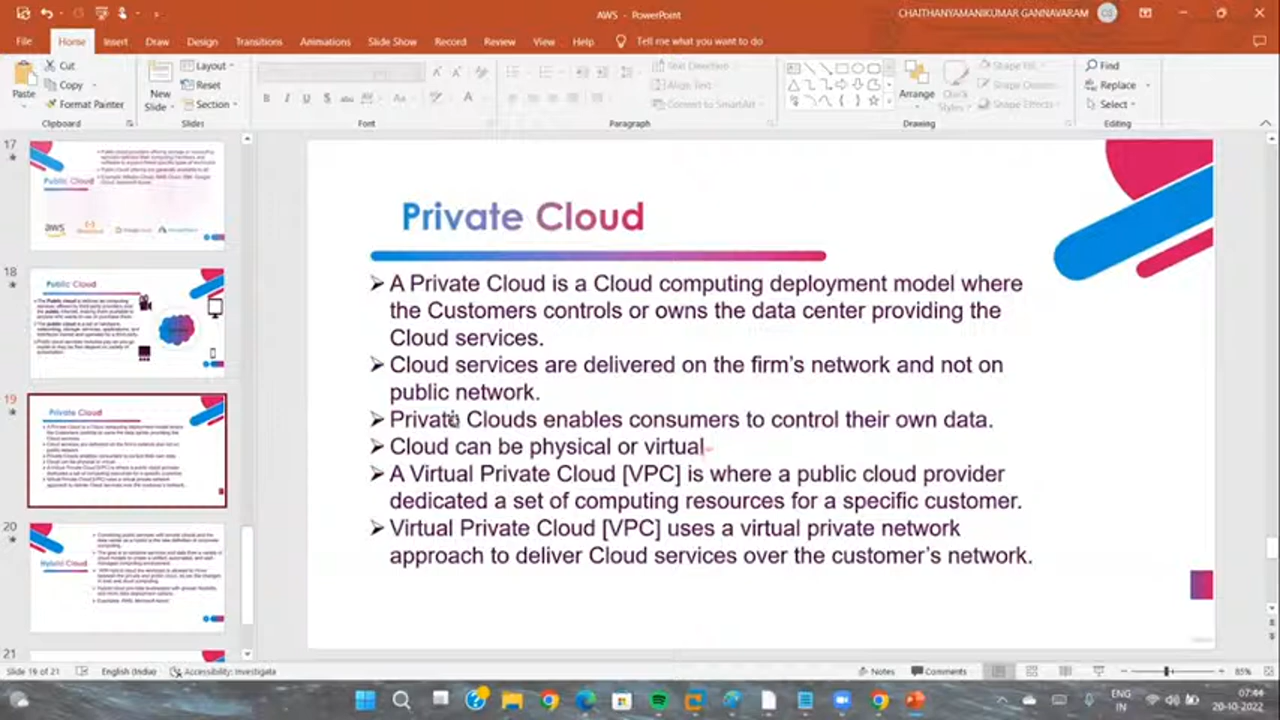 AWS - PowerPoint
CHAITHANYAMANIKUMAR GANNAVARAM
CG
File Home Insert Draw Design Transitions Animations Slide Show Record Review View Help Tell me what you want to do
Paste
Cut
Copy
Format Painter
Clipboard
New Slide
Layout
Reset
Section
Slides
B I U S abc AV Aa A
Font
Text Direction
Align Text
Convert to SmartArt
Paragraph
Arrange
Quick Styles
Shape Fill
Shape Outline
Shape Effects
Drawing
Find
Replace
Select
Editing
17
Public Cloud
aws
18
Public Cloud
19
Private Cloud
20
Hybrid Cloud
21
Private Cloud
A Private Cloud is a Cloud computing deployment model where
the Customers controls or owns the data center providing the
Cloud services.
Cloud services are delivered on the firm's network and not on
public network.
Private Clouds enables consumers to sustain their own data.
Cloud can be physical or virtual
A Virtual Private Cloud [VPC] is where a public cloud provider
dedicated a set of computing resources for a specific customer.
Virtual Private Cloud [VPC] uses a virtual private network
approach to deliver Cloud services over the customer's network.
Slide 19 of 21 English (India) Accessibility: Investigate Notes Comments 85%
ENG
IN
07:44
20-10-2022